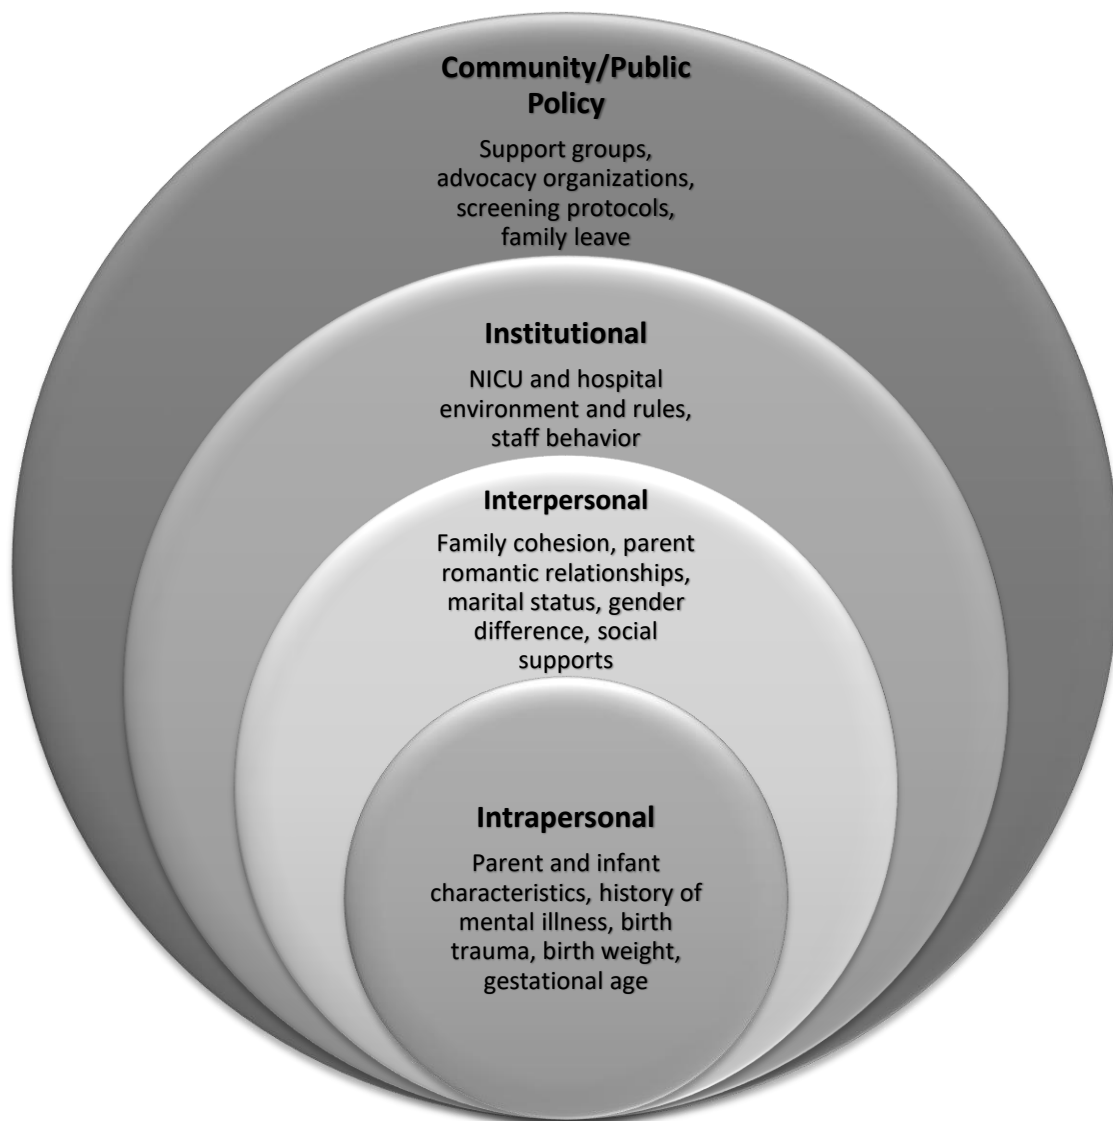 Community/Public
Policy
Support groups,
advocacy organizations,
screening protocols,
family leave
Institutional
NICU and hospital
environment and rules,
staff behavior
Interpersonal
Family cohesion, parent
romantic relationships,
marital status, gender
difference, social
supports
Intrapersonal
Parent and infant
characteristics, history of
mental illness, birth
trauma, birth weight,
gestational age